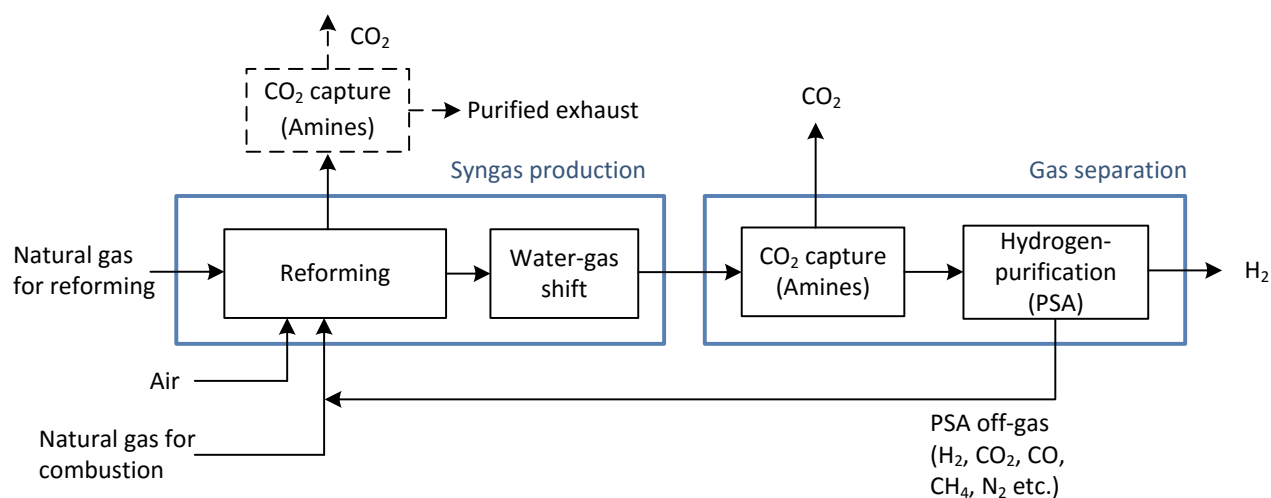 CO₂
CO₂ capture
(Amines)
Purified exhaust
CO₂
Syngas production
Gas separation
Natural gas
for reforming
Reforming
Water-gas
shift
CO₂ capture
(Amines)
Hydrogen-
purification
(PSA)
H₂
Air
Natural gas for
combustion
PSA off-gas
(H₂, CO₂, CO,
CH₄, N₂ etc.)